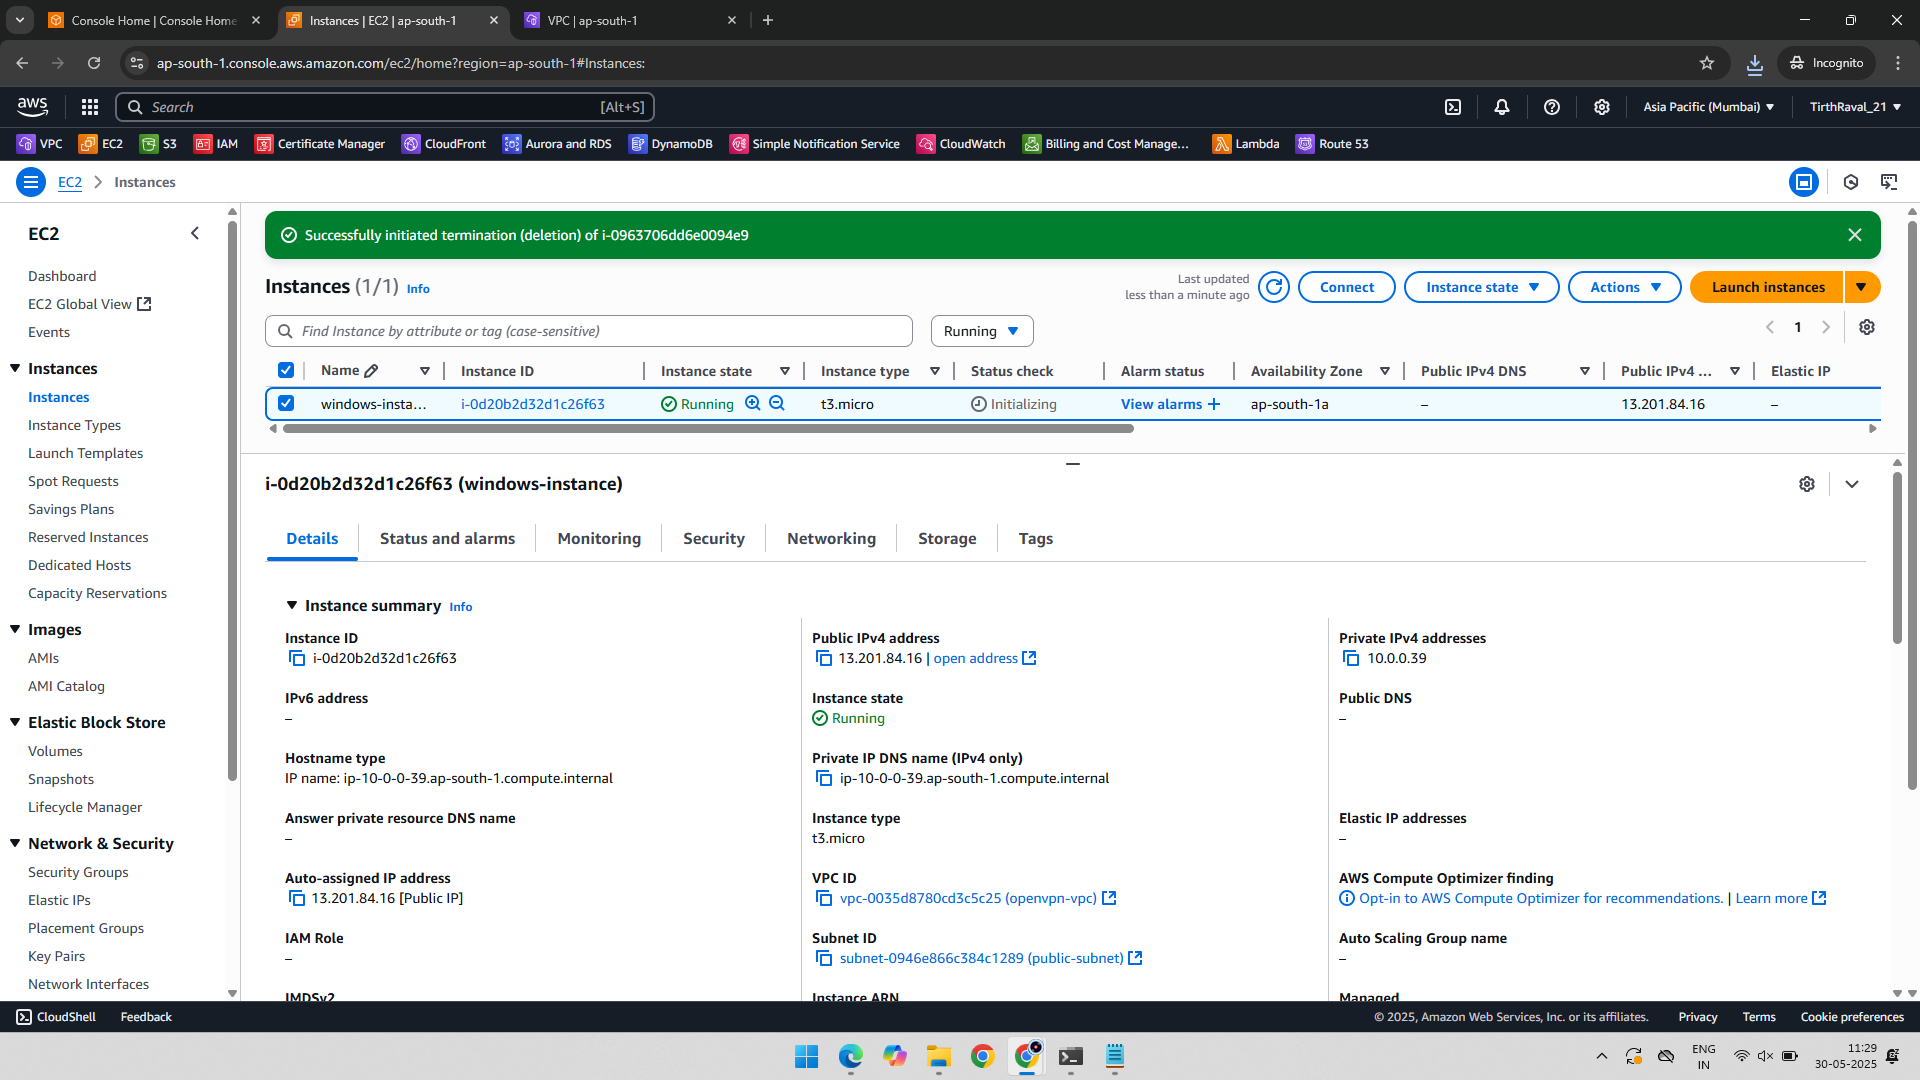 Console Home | Console Home
Instances | EC2 | ap-south-1
VPC | ap-south-1
ap-south-1.console.aws.amazon.com/ec2/home?region=ap-south-1#Instances:
Incognito
aws
Search
[Alt+S]
Asia Pacific (Mumbai)
TirthRaval_21
VPC
EC2
S3
IAM
Certificate Manager
CloudFront
Aurora and RDS
DynamoDB
Simple Notification Service
CloudWatch
Billing and Cost Manage...
Lambda
Route 53
EC2
Instances
EC2
Dashboard
EC2 Global View
Events
Instances
Instances
Instance Types
Launch Templates
Spot Requests
Savings Plans
Reserved Instances
Dedicated Hosts
Capacity Reservations
Images
AMIs
AMI Catalog
Elastic Block Store
Volumes
Snapshots
Lifecycle Manager
Network & Security
Security Groups
Elastic IPs
Placement Groups
Key Pairs
Network Interfaces
Successfully initiated termination (deletion) of i-0963706dd6e0094e9
Instances (1/1) Info
Last updated
less than a minute ago
Connect
Instance state
Actions
Launch instances
Find Instance by attribute or tag (case-sensitive)
Running
1
Name
Instance ID
Instance state
Instance type
Status check
Alarm status
Availability Zone
Public IPv4 DNS
Public IPv4 ...
Elastic IP
windows-insta...
i-0d20b2d32d1c26f63
Running
t3.micro
Initializing
View alarms +
ap-south-1a
–
13.201.84.16
–
i-0d20b2d32d1c26f63 (windows-instance)
Details
Status and alarms
Monitoring
Security
Networking
Storage
Tags
Instance summary Info
Instance ID
i-0d20b2d32d1c26f63
Public IPv4 address
13.201.84.16 | open address
Private IPv4 addresses
10.0.0.39
IPv6 address
–
Instance state
Running
Public DNS
–
Hostname type
IP name: ip-10-0-0-39.ap-south-1.compute.internal
Private IP DNS name (IPv4 only)
ip-10-0-0-39.ap-south-1.compute.internal
Answer private resource DNS name
–
Instance type
t3.micro
Elastic IP addresses
–
Auto-assigned IP address
13.201.84.16 [Public IP]
VPC ID
vpc-0035d8780cd3c5c25 (openvpn-vpc)
AWS Compute Optimizer finding
Opt-in to AWS Compute Optimizer for recommendations. | Learn more
IAM Role
–
Subnet ID
subnet-0946e866c384c1289 (public-subnet)
Auto Scaling Group name
–
IMDSv2
Instance ARN
Managed
CloudShell
Feedback
© 2025, Amazon Web Services, Inc. or its affiliates.
Privacy
Terms
Cookie preferences
ENG
IN
11:29
30-05-2025